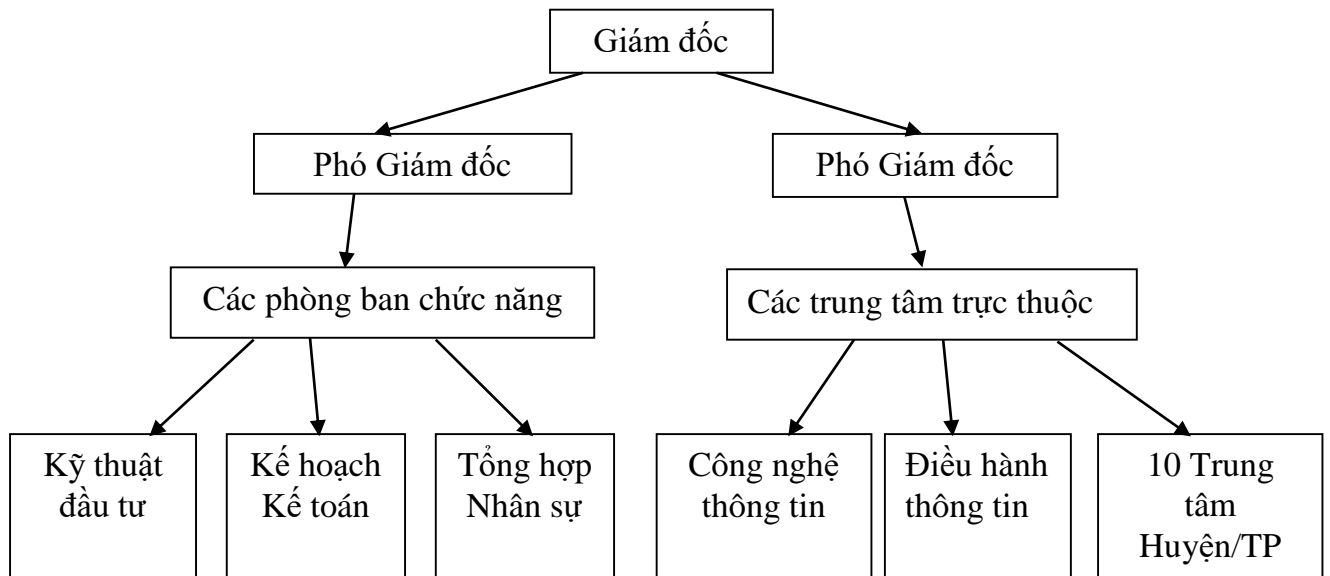 Giám đốc
Phó Giám đốc
Phó Giám đốc
Các phòng ban chức năng
Các trung tâm trực thuộc
Kỹ thuật
đầu tư
Kế hoạch
Kế toán
Tổng hợp
Nhân sự
Công nghệ
thông tin
Điều hành
thông tin
10 Trung
tâm
Huyện/TP